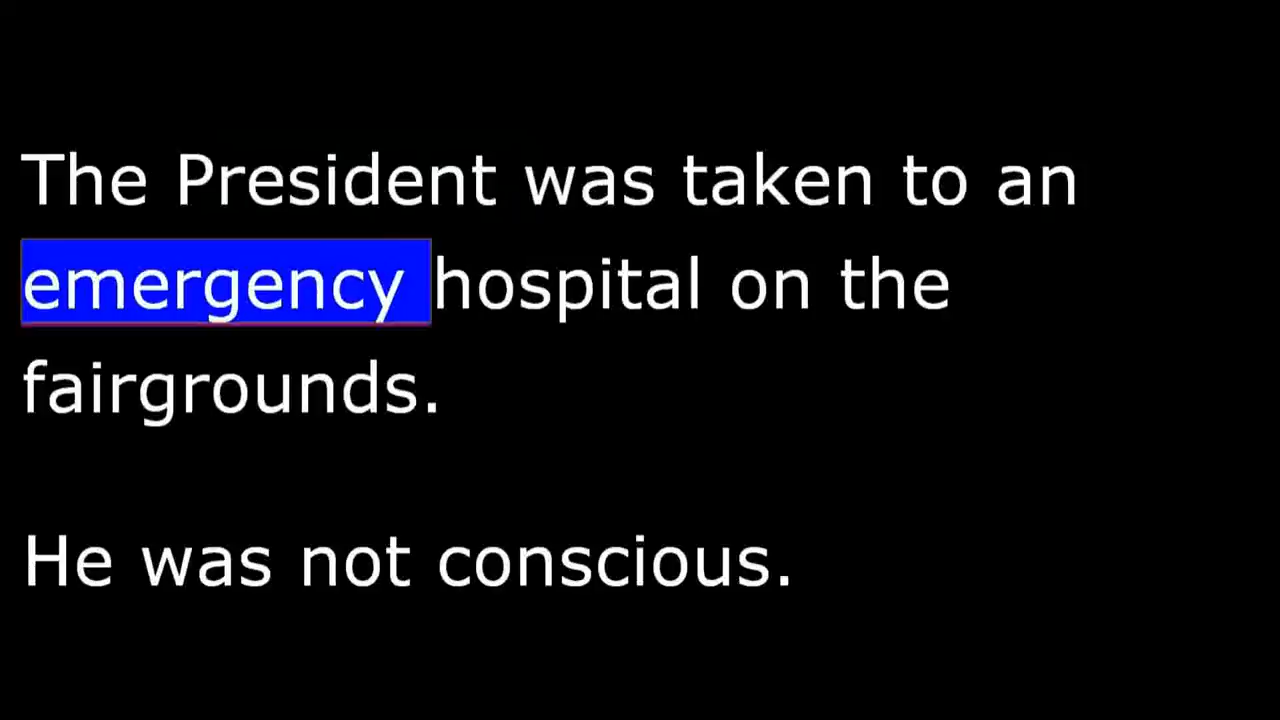 The President was taken to an
emergency hospital on the
fairgrounds.
He was not conscious.